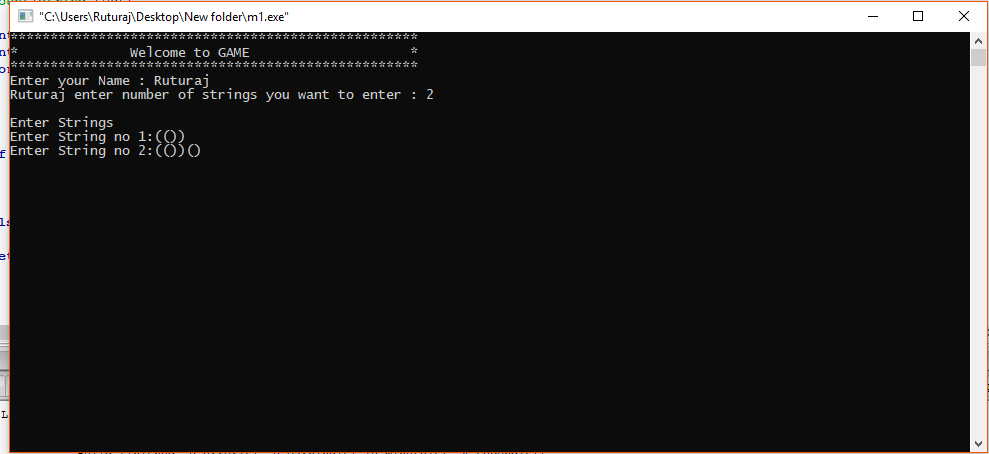 "C:\Users\Ruturaj\Desktop\New folder\m1.exe"
**************************************************
* Welcome to GAME *
**************************************************
Enter your Name : Ruturaj
Ruturaj enter number of strings you want to enter : 2
Enter Strings
Enter String no 1:(())
Enter String no 2:(())()